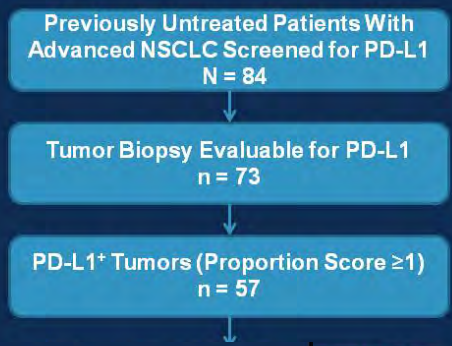 Previously Untreated Patients With
Advanced NSCLC Screened for PD-L1
N = 84
Tumor Biopsy Evaluable for PD-L1
n = 73
PD-L1⁺ Tumors (Proportion Score ≥1)
n = 57